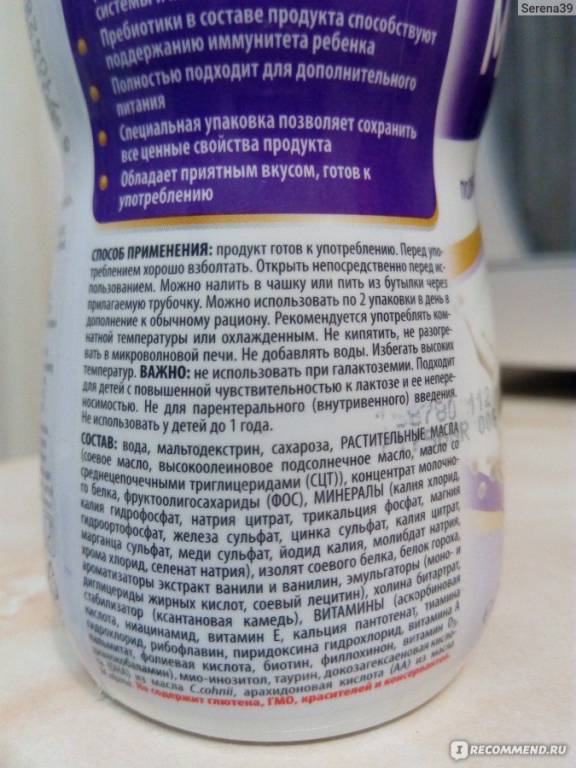 Serena39
Пребиотики в составе продукта способствуют
поддержанию иммунитета ребенка
Полностью подходит для дополнительного
питания
Специальная упаковка позволяет сохранить
все ценные свойства продукта
Обладает приятным вкусом, готов к
употреблению
СПОСОБ ПРИМЕНЕНИЯ: продукт готов к употреблению. Перед упо-
треблением хорошо взболтать. Открыть непосредственно перед ис-
пользованием. Можно налить в чашку или пить из бутылки через
прилагаемую трубочку. Можно использовать по 2 упаковки в день в
дополнение к обычному рациону. Рекомендуется употреблять ком-
натной температуры или охлажденным. Не кипятить, не разогре-
вать в микроволновой печи. Не добавлять воды. Избегать высоких
температур. ВАЖНО: не использовать при галактоземии. Подходит
для детей с повышенной чувствительностью к лактозе и ее непере-
носимостью. Не для парентерального (внутривенного) введения.
Не использовать у детей до 1 года.
СОСТАВ: вода, мальтодекстрин, сахароза, РАСТИТЕЛЬНЫЕ МАСЛА
(соевое масло, высокоолеиновое подсолнечное масло, масло со
среднецепочечными триглицеридами (СЦТ)), концентрат молочно-
го белка, фруктоолигосахариды (ФОС), МИНЕРАЛЫ (калия хлорид,
калия гидрофосфат, натрия цитрат, трикальция фосфат, магния
гидроортофосфат, железа сульфат, цинка сульфат, калия цитрат,
марганца сульфат, меди сульфат, йодид калия, молибдат натрия,
хрома хлорид, селенат натрия), изолят соевого белка, белок гороха,
ароматизаторы экстракт ванили и ванилин, эмульгаторы (моно- и
диглицериды жирных кислот, соевый лецитин), холина битартрат,
стабилизатор (ксантановая камедь), ВИТАМИНЫ (аскорбиновая
кислота, ниацинамид, витамин E, кальция пантотенат, тиамина
гидрохлорид, рибофлавин, пиридоксина гидрохлорид, витамина A
пальмитат, фолиевая кислота, биотин, филлохинон, витамин D3,
цианокобаламин), мио-инозитол, таурин, докозагексаеновая кисло-
та (DHA) из масла C.cohnii, арахидоновая кислота (AA) из масла
Не содержит глютена, ГМО, красителей и консервантов.
IRECOMMEND.RU